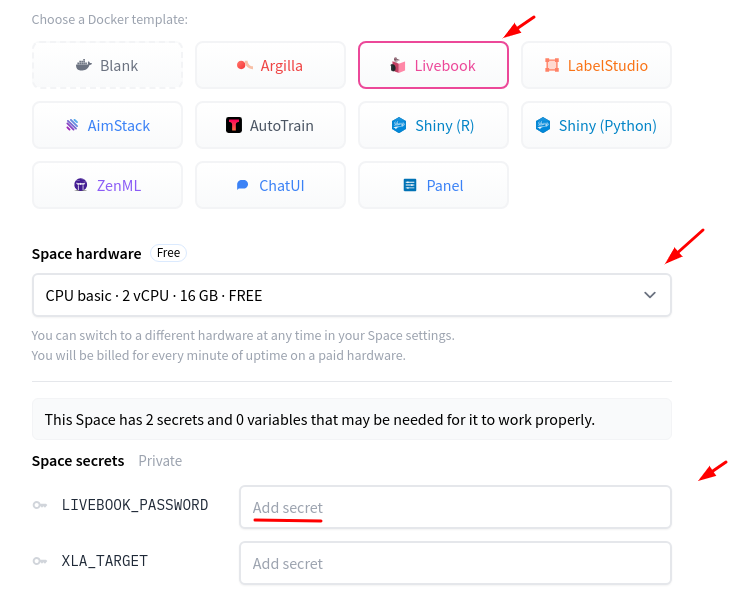 Choose a Docker template:
Blank
Argilla
Livebook
LabelStudio
AimStack
AutoTrain
Shiny (R)
Shiny (Python)
ZenML
ChatUI
Panel
Space hardware Free
CPU basic · 2 vCPU · 16 GB · FREE
You can switch to a different hardware at any time in your Space settings.
You will be billed for every minute of uptime on a paid hardware.
This Space has 2 secrets and 0 variables that may be needed for it to work properly.
Space secrets Private
LIVEBOOK_PASSWORD Add secret
XLA_TARGET Add secret